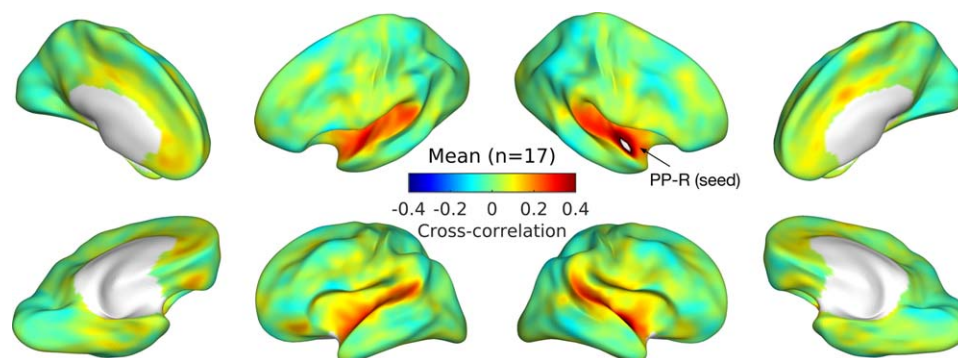 Mean (n=17)
PP-R (seed)
-0.4 -0.2 0 0.2 0.4
Cross-correlation